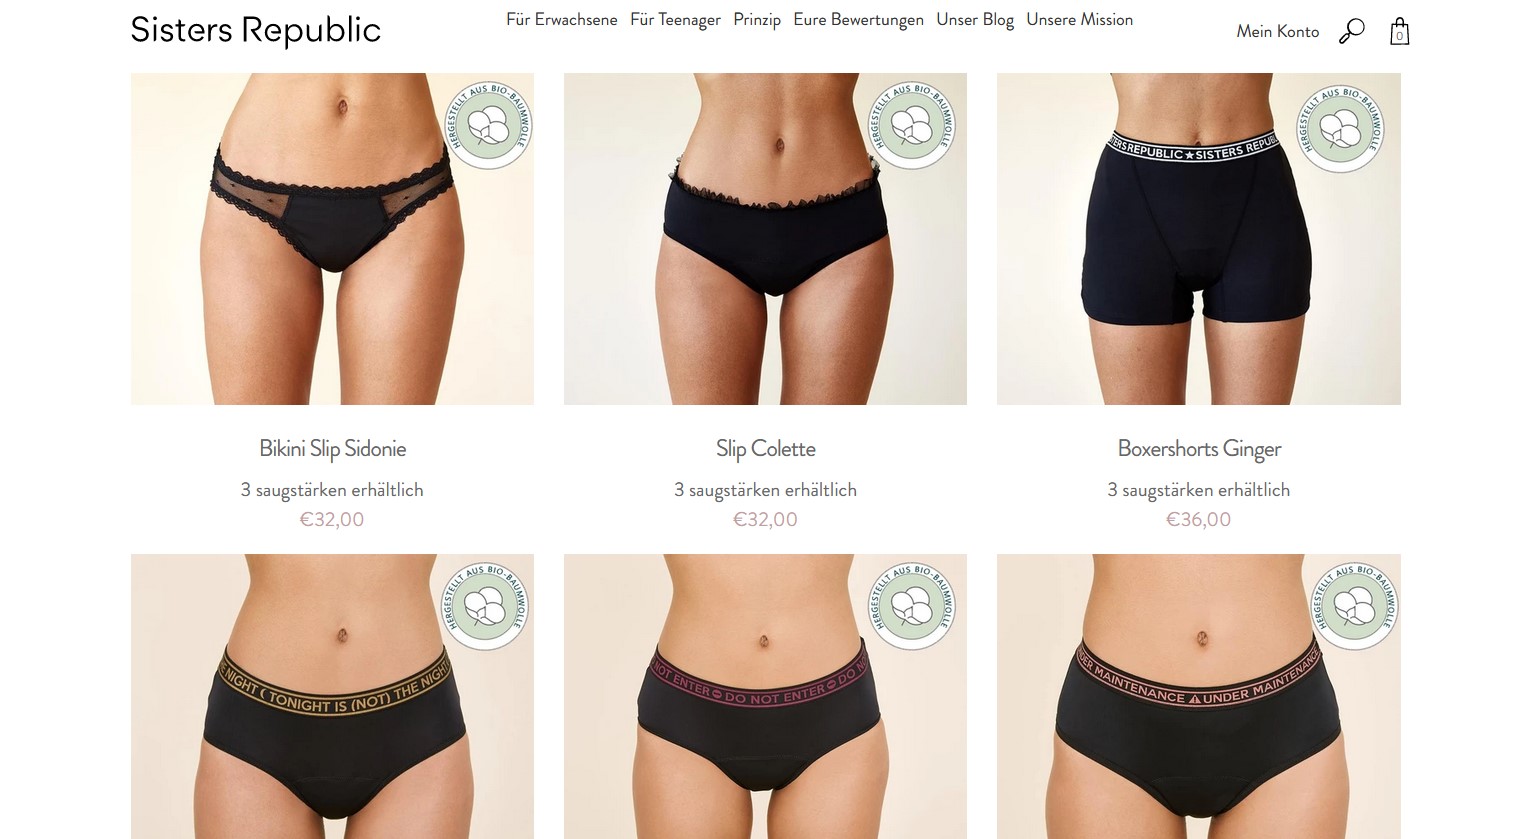 Sisters Republic
Für Erwachsene Für Teenager Prinzip Eure Bewertungen Unser Blog Unsere Mission
Mein Konto
0
HERGESTELLT AUS BIO-BAUMWOLLE
HERGESTELLT AUS BIO-BAUMWOLLE
HERGESTELLT AUS BIO-BAUMWOLLE
REPUBLIC ★ SISTERS
Bikini Slip Sidonie
Slip Colette
Boxershorts Ginger
3 saugstärken erhältlich
3 saugstärken erhältlich
3 saugstärken erhältlich
€32,00
€32,00
€36,00
HERGESTELLT AUS BIO-BAUMWOLLE
HERGESTELLT AUS BIO-BAUMWOLLE
HERGESTELLT AUS BIO-BAUMWOLLE
NIGHT ( TONIGHT IS (NOT) THE NIGHT
NOT ENTER DO NOT ENTER DO
MAINTENANCE UNDER MAINTENANCE